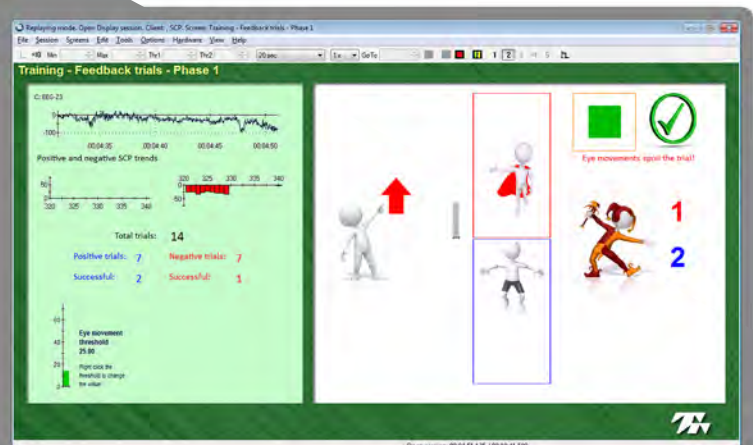 Replaying mode. Open Display session. Client: , SCP. Screen: Training - Feedback trials - Phase 1
File Session Screens Edit Tools Options Hardware View Help
Min Max Thr1 Thr2 20 sec 1 v GoTo 1 2 3 4 5
Training - Feedback trials - Phase 1
C: EEG-23
0
-100
00:04:35 00:04:40 00:04:45 00:04:50
Positive and negative SCP trends
50
0
320 325 330 335 340
320 325 330 335 340
0
-50
Total trials: 14
Positive trials: 7 Negative trials: 7
Successful: 2 Successful: 1
60
40
20
0
Eye movement
threshold
25.00
Right click the
threshold to change
the value
Eye movements spoil the trial!
1
2